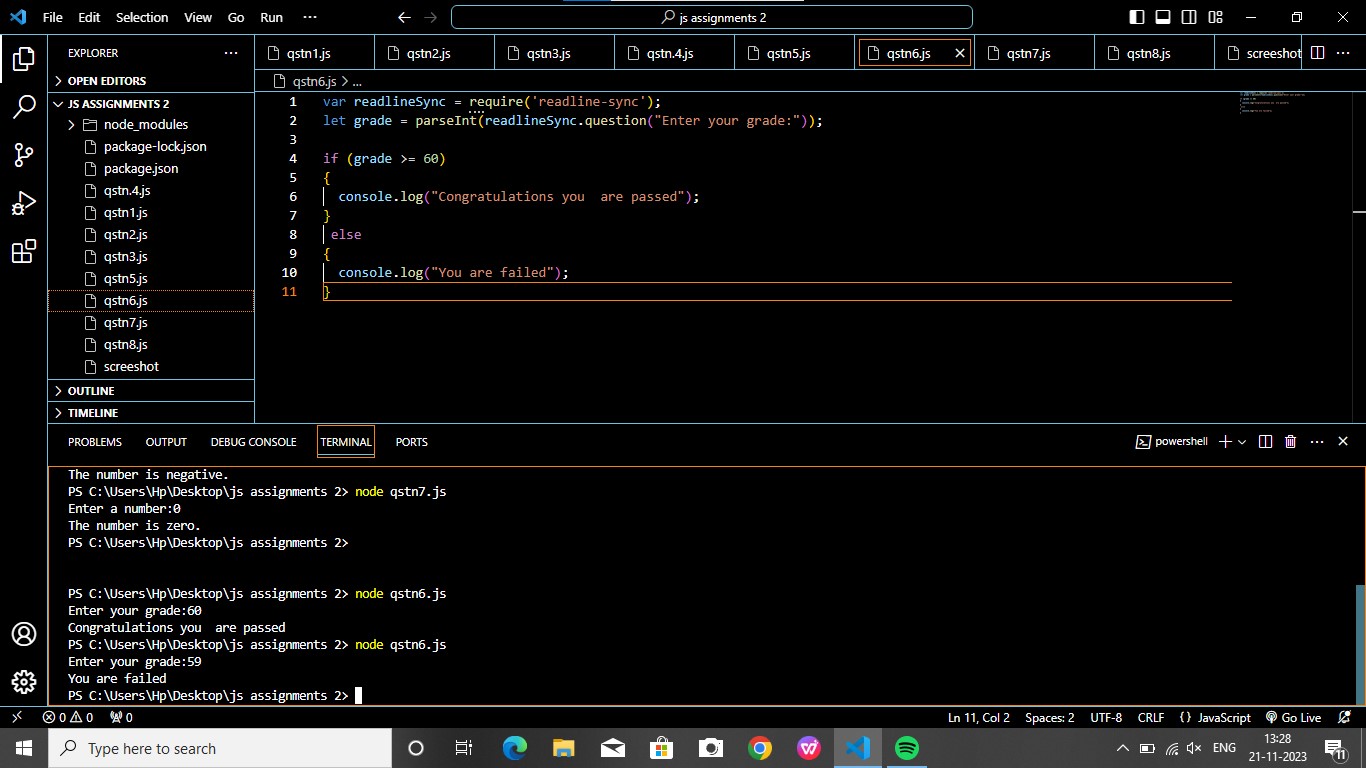 File Edit Selection View Go Run ···
js assignments 2
EXPLORER ···
OPEN EDITORS
JS ASSIGNMENTS 2
node_modules
package-lock.json
package.json
qstn.4.js
qstn1.js
qstn2.js
qstn3.js
qstn5.js
qstn6.js
qstn7.js
qstn8.js
screeshot
OUTLINE
TIMELINE
qstn1.js qstn2.js qstn3.js qstn.4.js qstn5.js qstn6.js qstn7.js qstn8.js screeshot ···
qstn6.js > ...
1 var readlineSync = require('readline-sync');
2 let grade = parseInt(readlineSync.question("Enter your grade:"));
3
4 if (grade >= 60)
5 {
6 console.log("Congratulations you  are passed");
7 }
8 else
9 {
10 console.log("You are failed");
11 }
PROBLEMS OUTPUT DEBUG CONSOLE TERMINAL PORTS
powershell ···
The number is negative.
PS C:\Users\Hp\Desktop\js assignments 2> node qstn7.js
Enter a number:0
The number is zero.
PS C:\Users\Hp\Desktop\js assignments 2>
PS C:\Users\Hp\Desktop\js assignments 2> node qstn6.js
Enter your grade:60
Congratulations you  are passed
PS C:\Users\Hp\Desktop\js assignments 2> node qstn6.js
Enter your grade:59
You are failed
PS C:\Users\Hp\Desktop\js assignments 2>
0 0 0
Ln 11, Col 2 Spaces: 2 UTF-8 CRLF {} JavaScript Go Live
Type here to search
ENG
13:28
21-11-2023
11